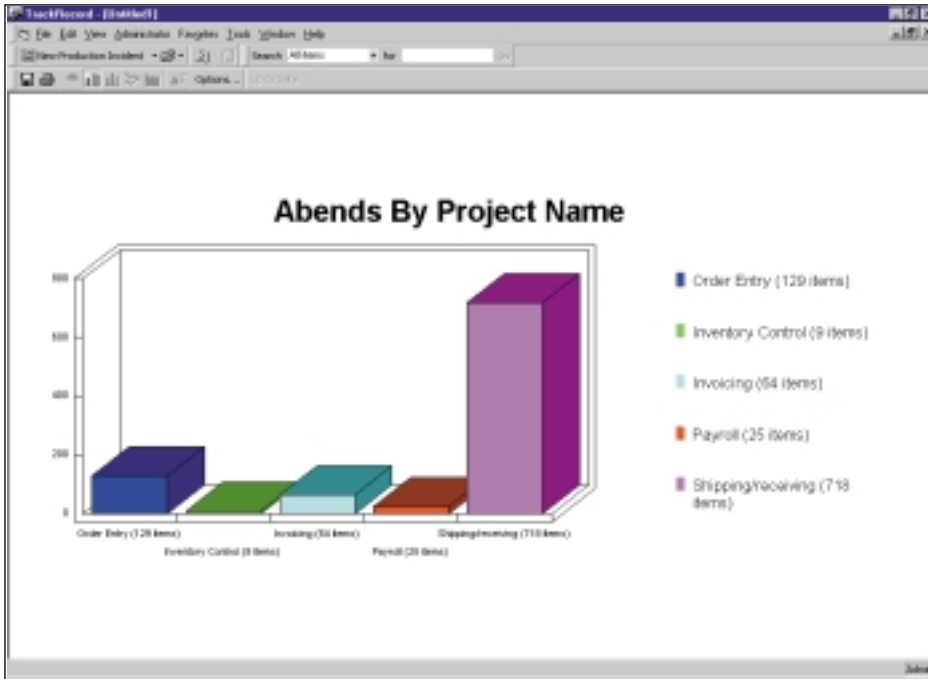 TrackRecord - [Untitled1]
File Edit View Administrator Favorites Tools Window Help
New Production Incident Search All Items for
Options...
Abends By Project Name
800
600
400
200
0
Order Entry (129 items)
Inventory Control (9 items)
Invoicing (64 items)
Payroll (25 items)
Shipping/receiving (718 items)
Order Entry (129 items)
Inventory Control (9 items)
Invoicing (64 items)
Payroll (25 items)
Shipping/receiving (718
items)